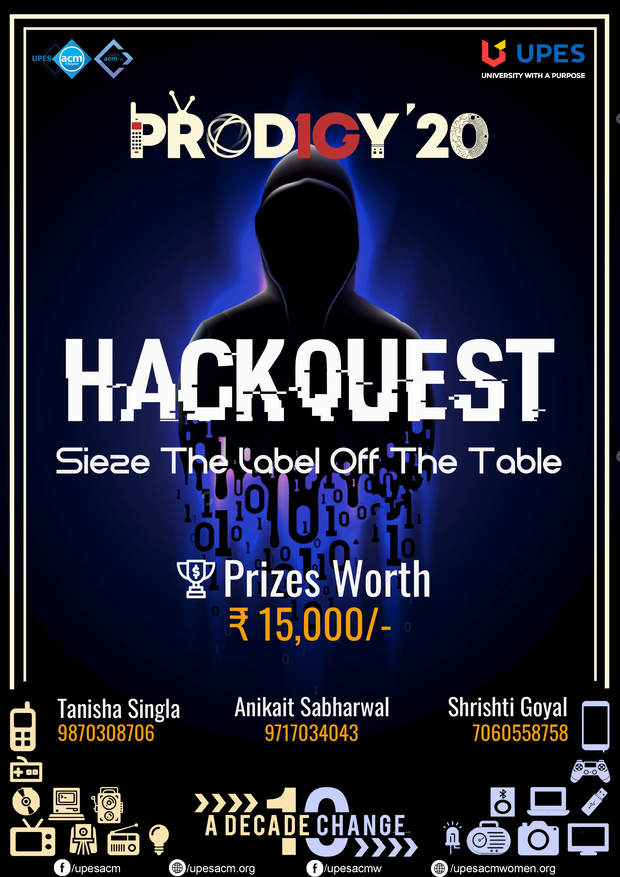 UPES acm
Chapter
acm
UPES
UNIVERSITY WITH A PURPOSE
PRODIGY '20
HACKQUEST
Sieze The Label Off The Table
Prizes Worth
₹ 15,000/-
Tanisha Singla
9870308706
Anikait Sabharwal
9717034043
Shrishti Goyal
7060558758
10
A DECADE CHANGE
/upesacm
/upesacm.org
/upesacmw
/upesacmwomen.org